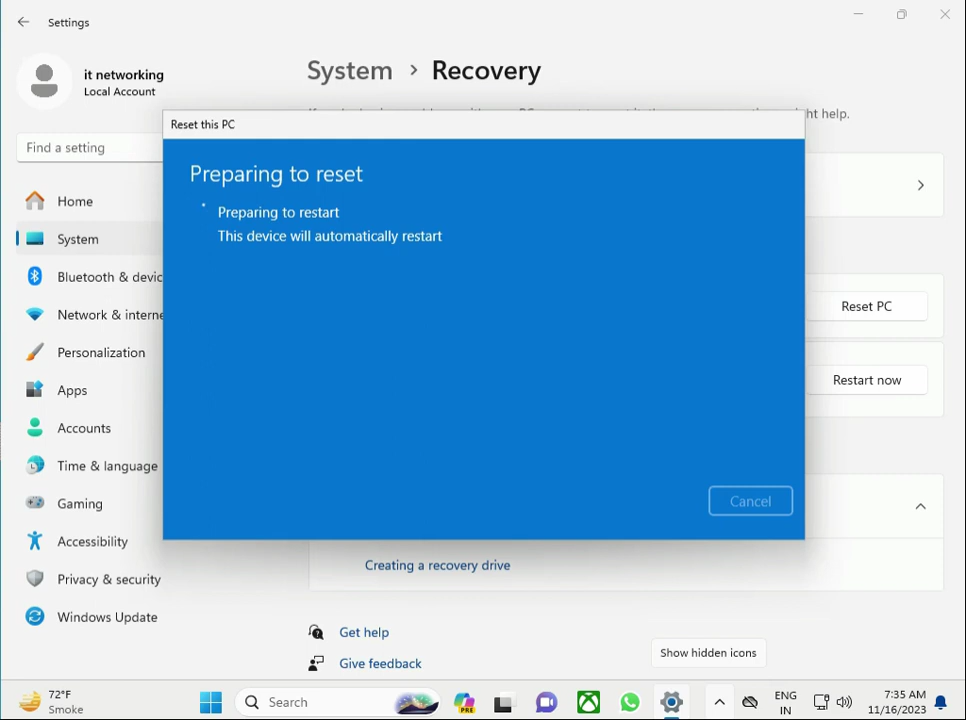 Settings
it networking
Local Account
System > Recovery
ht help.
Reset this PC
Find a setting
Preparing to reset
Preparing to restart
This device will automatically restart
Home
System
Bluetooth & devic
Network & interne
Personalization
Apps
Accounts
Time & language
Gaming
Accessibility
Privacy & security
Windows Update
Reset PC
Restart now
Cancel
Creating a recovery drive
Get help
Give feedback
Show hidden icons
72°F
Smoke
Search
PRE
ENG
IN
7:35 AM
11/16/2023